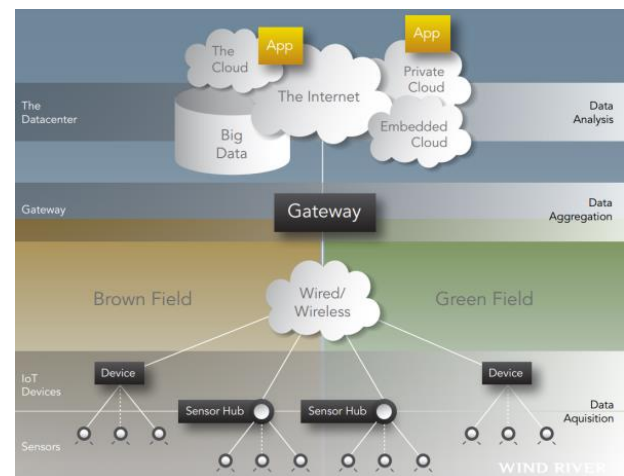 App
App
The
Cloud
The Internet
Private
Cloud
The
Datacenter
Big
Data
Embedded
Cloud
Data
Analysis
Gateway
Gateway
Data
Aggregation
Brown Field
Wired/
Wireless
Green Field
Device
Device
IoT
Devices
Sensor Hub
Sensor Hub
Data
Aquisition
Sensors
WIND RIVER